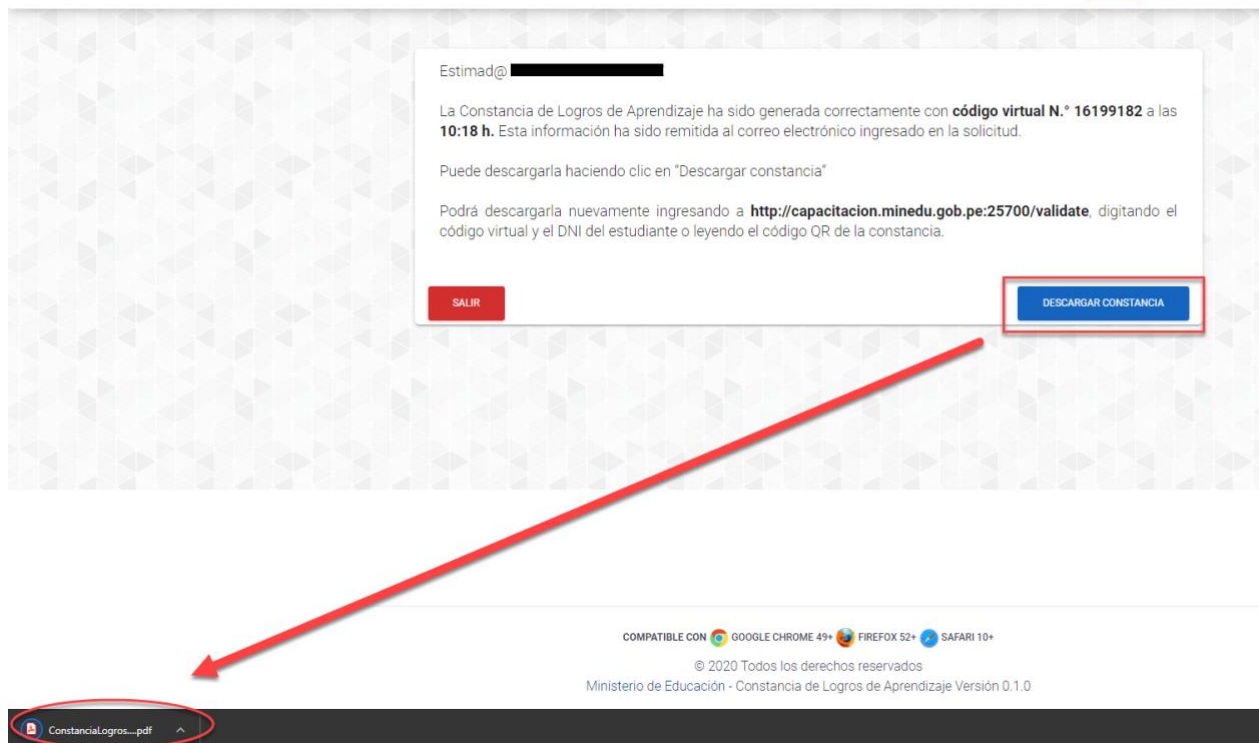 Estimad@
La Constancia de Logros de Aprendizaje ha sido generada correctamente con código virtual N.° 16199182 a las
10:18 h. Esta información ha sido remitida al correo electrónico ingresado en la solicitud.
Puede descargarla haciendo clic en "Descargar constancia"
Podrá descargarla nuevamente ingresando a http://capacitacion.minedu.gob.pe:25700/validate, digitando el
código virtual y el DNI del estudiante o leyendo el código QR de la constancia.
SALIR
DESCARGAR CONSTANCIA
COMPATIBLE CON GOOGLE CHROME 49+ FIREFOX 52+ SAFARI 10+
© 2020 Todos los derechos reservados
Ministerio de Educación - Constancia de Logros de Aprendizaje Versión 0.1.0
ConstanciaLogros....pdf